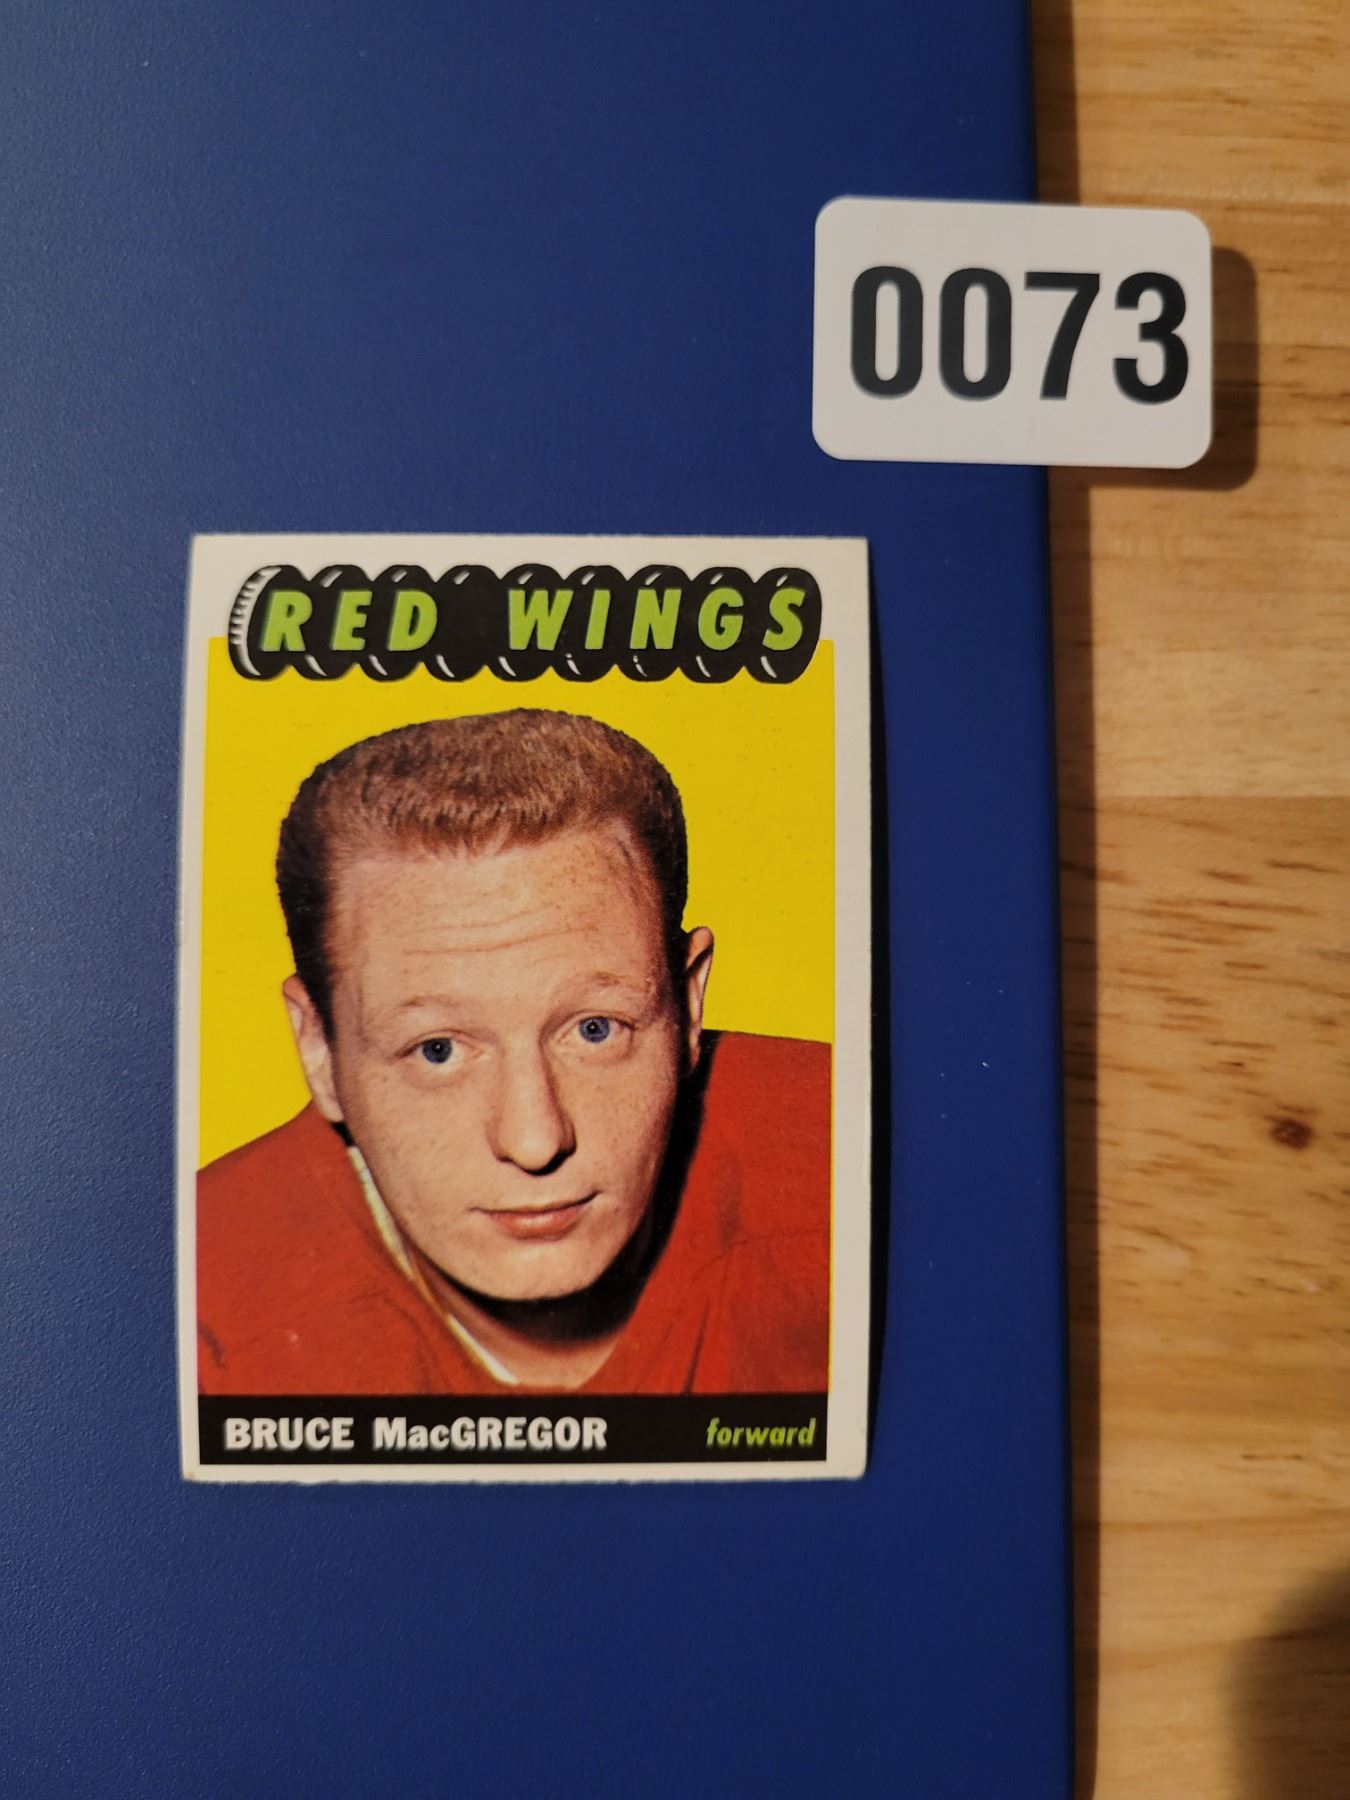 0073
RED WINGS
BRUCE MacGREGOR forward